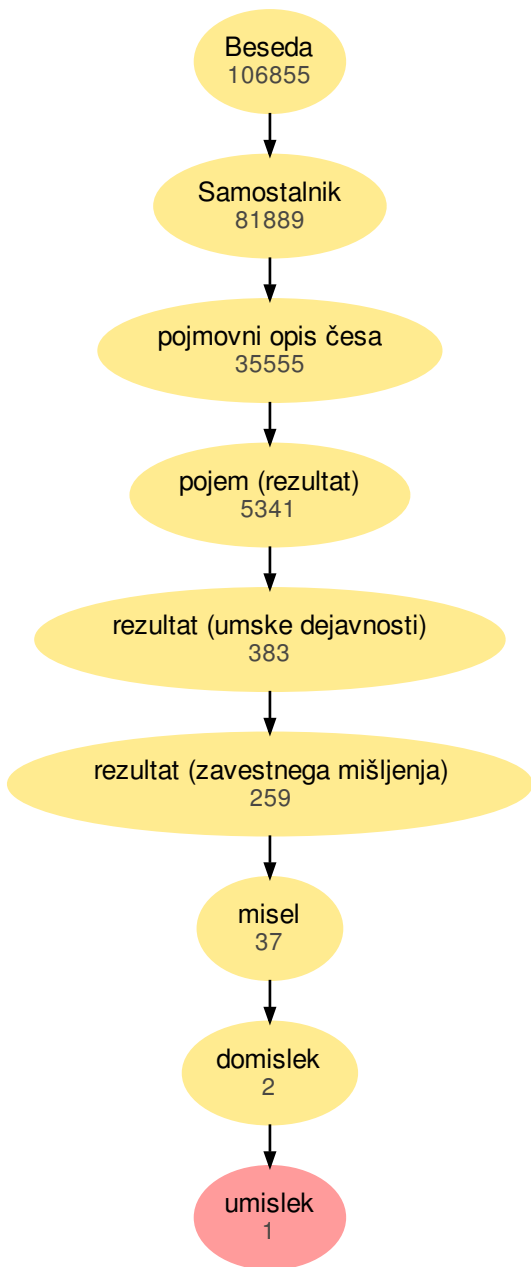 Beseda
106855
Samostalnik
81889
pojmovni opis česa
35555
pojem (rezultat)
5341
rezultat (umske dejavnosti)
383
rezultat (zavestnega mišljenja)
259
misel
37
domislek
2
umislek
1